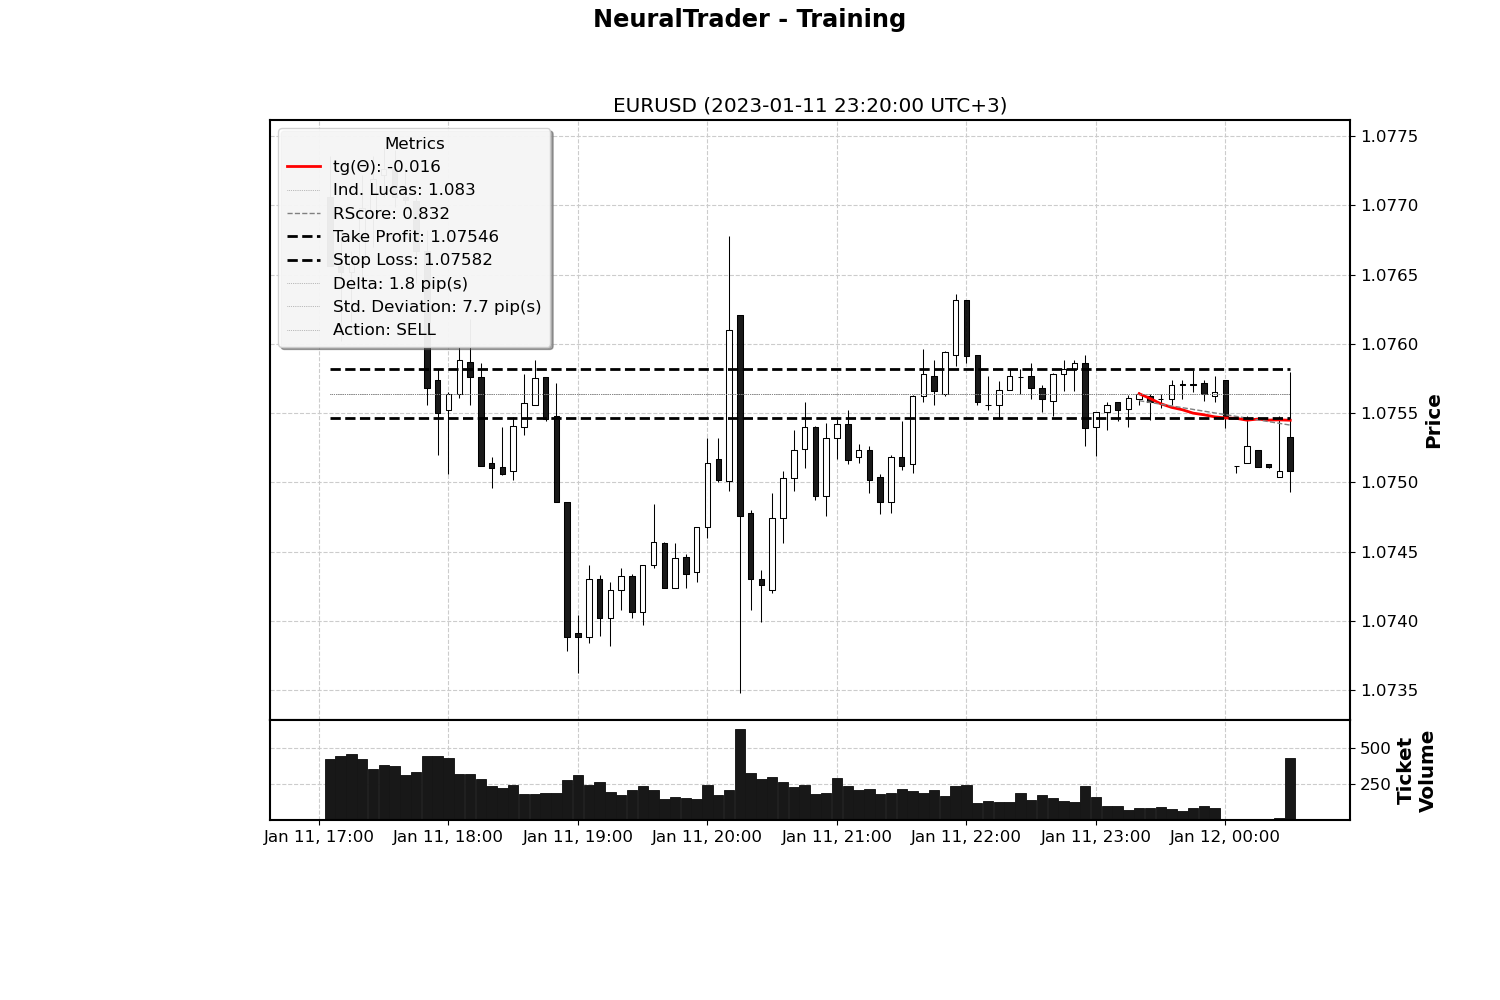 NeuralTrader - Training
EURUSD (2023-01-11 23:20:00 UTC+3)
Metrics
tg(Θ): -0.016
Ind. Lucas: 1.083
RScore: 0.832
Take Profit: 1.07546
Stop Loss: 1.07582
Delta: 1.8 pip(s)
Std. Deviation: 7.7 pip(s)
Action: SELL
1.0775
1.0770
1.0765
1.0760
1.0755
1.0750
1.0745
1.0740
1.0735
Price
500
250
Ticket
Volume
Jan 11, 17:00
Jan 11, 18:00
Jan 11, 19:00
Jan 11, 20:00
Jan 11, 21:00
Jan 11, 22:00
Jan 11, 23:00
Jan 12, 00:00